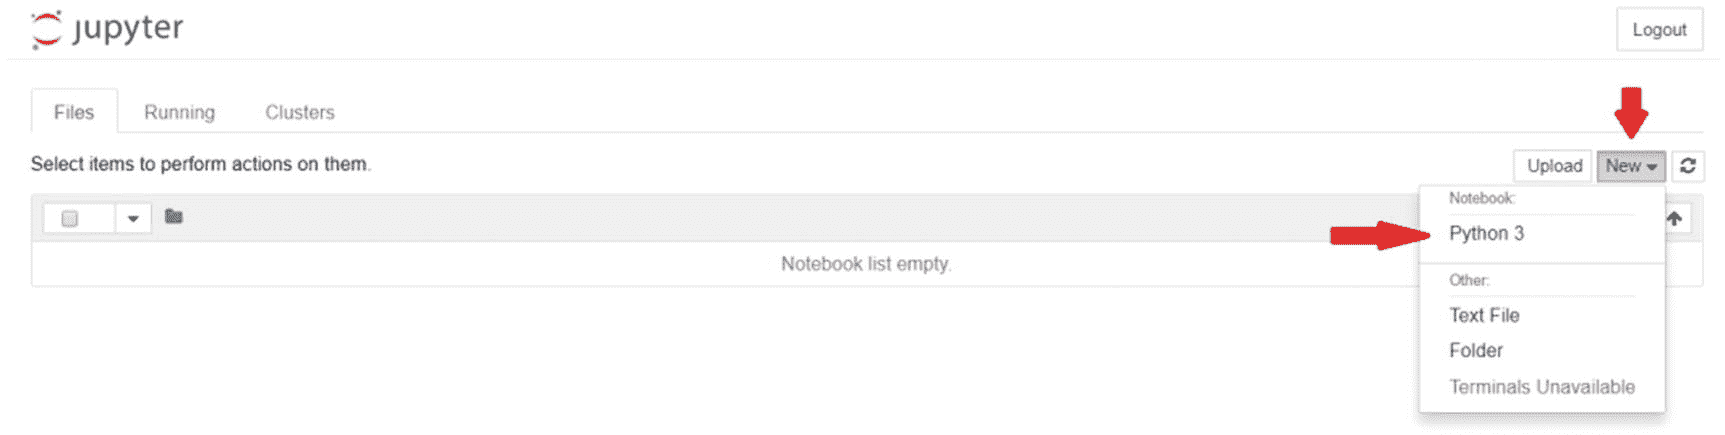 jupyter
Logout
Files Running Clusters
Select items to perform actions on them.
Upload New
Notebook:
Python 3
Notebook list empty.
Other:
Text File
Folder
Terminals Unavailable